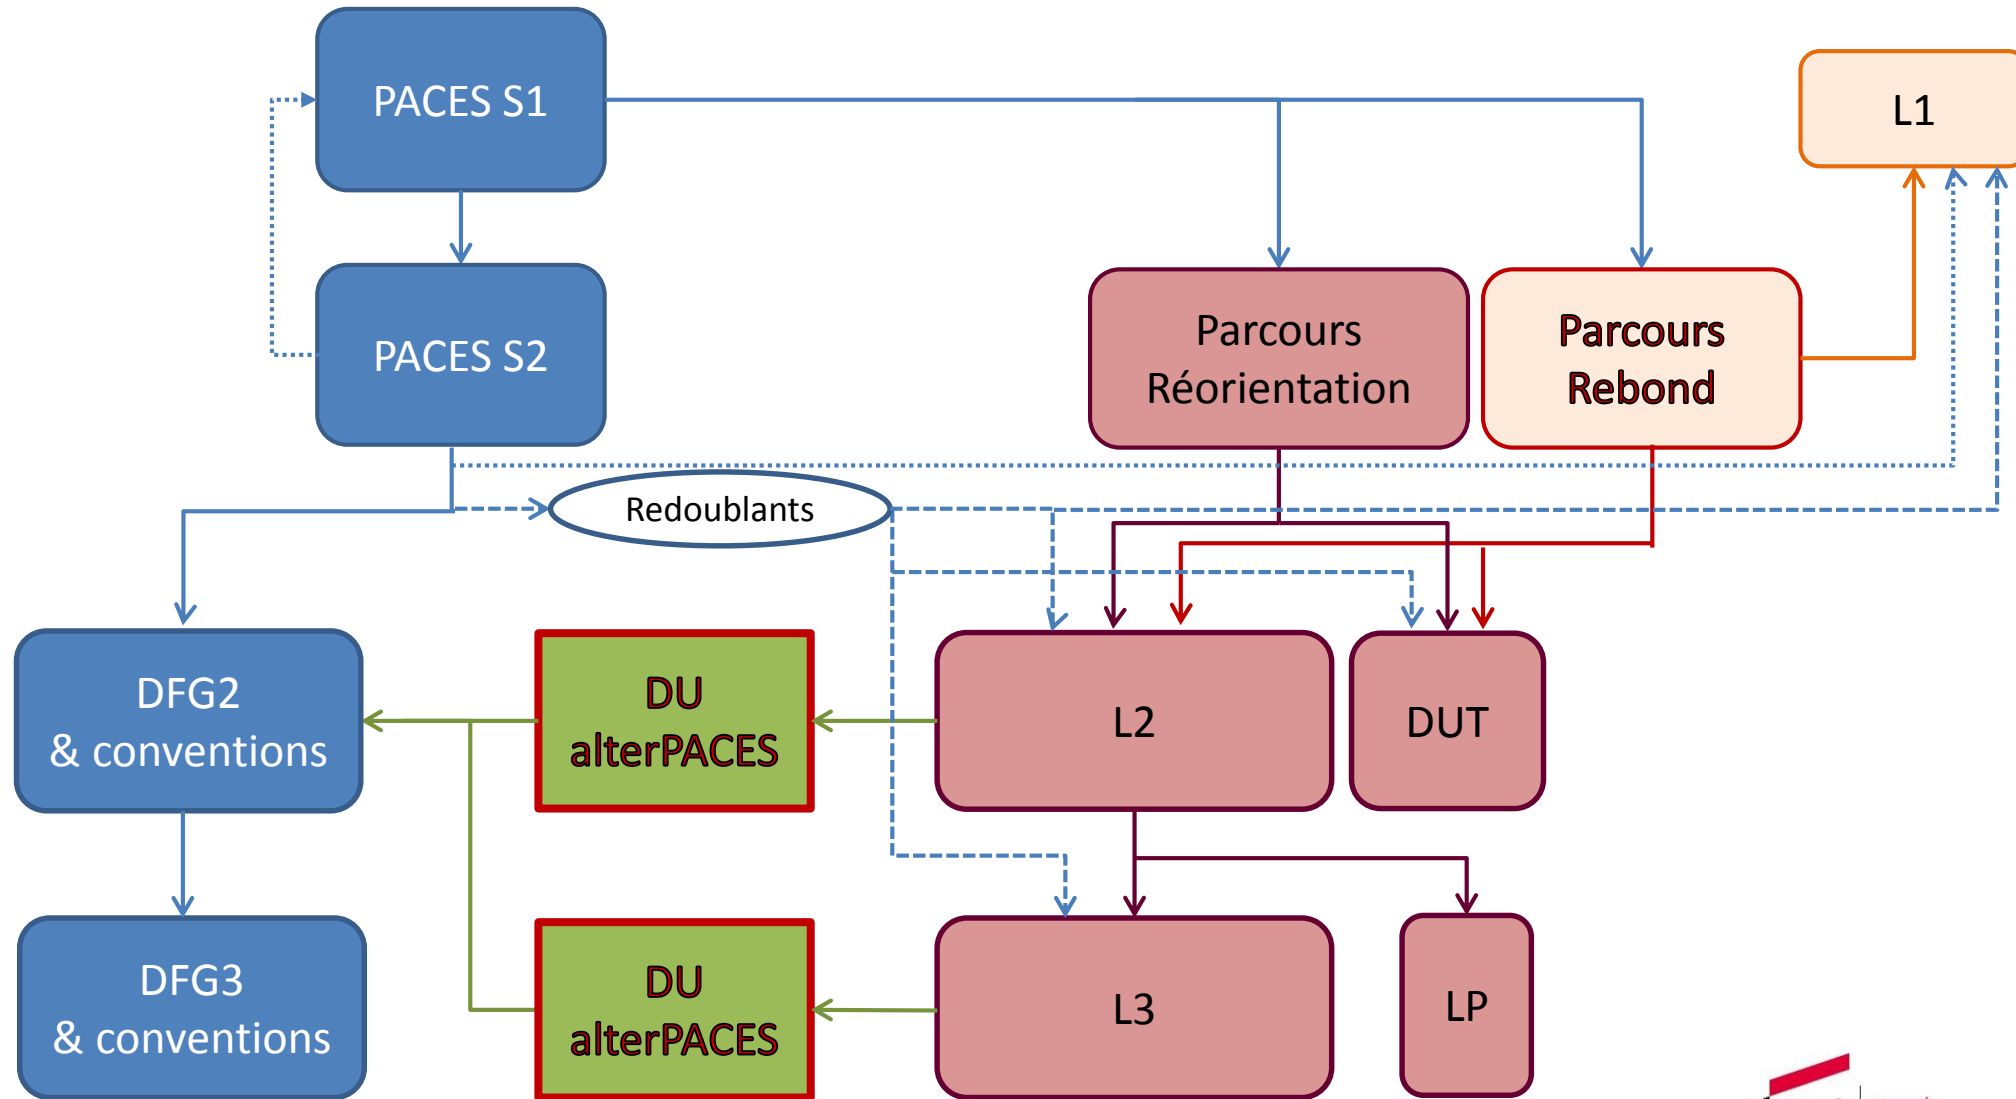 PACES S1
L1
PACES S2
Parcours
Réorientation
Parcours
Rebond
Redoublants
DFG2
& conventions
DU
alterPACES
L2
DUT
DFG3
& conventions
DU
alterPACES
L3
LP